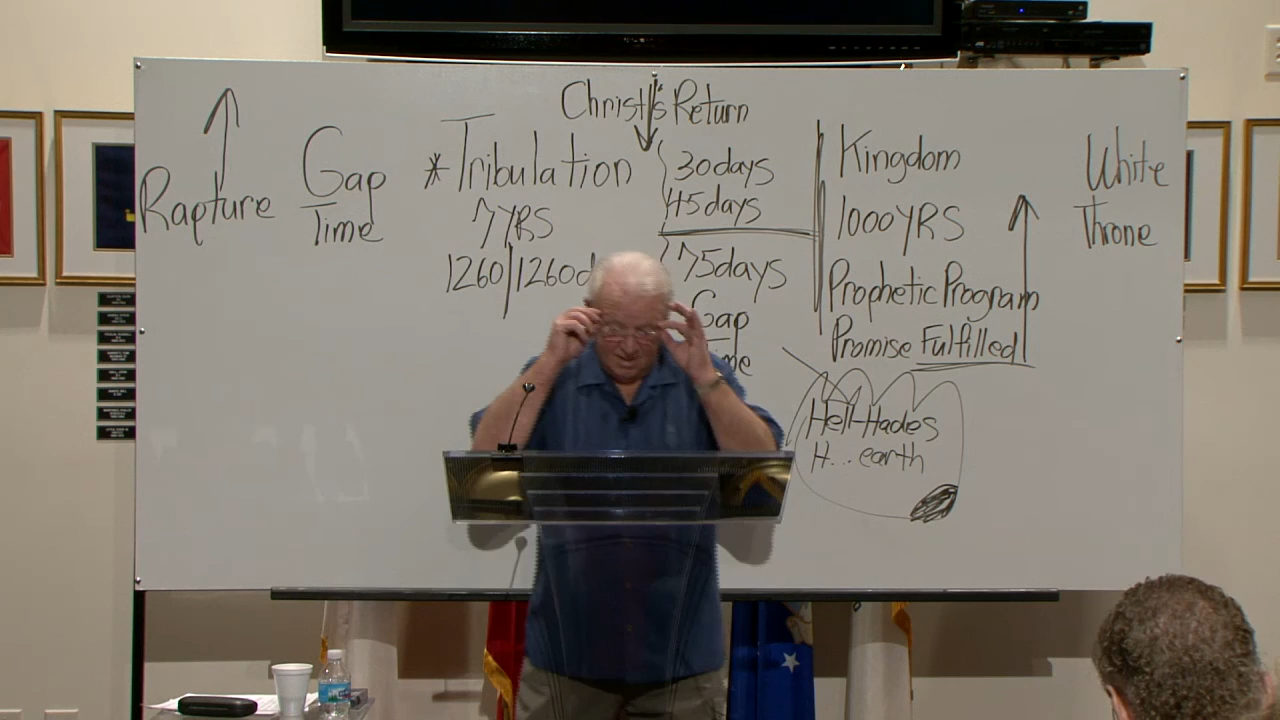 Christ's Return
Rapture
Gap
Time
*Tribulation
7YRS
1260|1260d
30days
45days
75days
Gap
Kingdom
1000YRS
Prophetic Program
Promise Fulfilled
Hell-Hades
H... earth
White
Throne